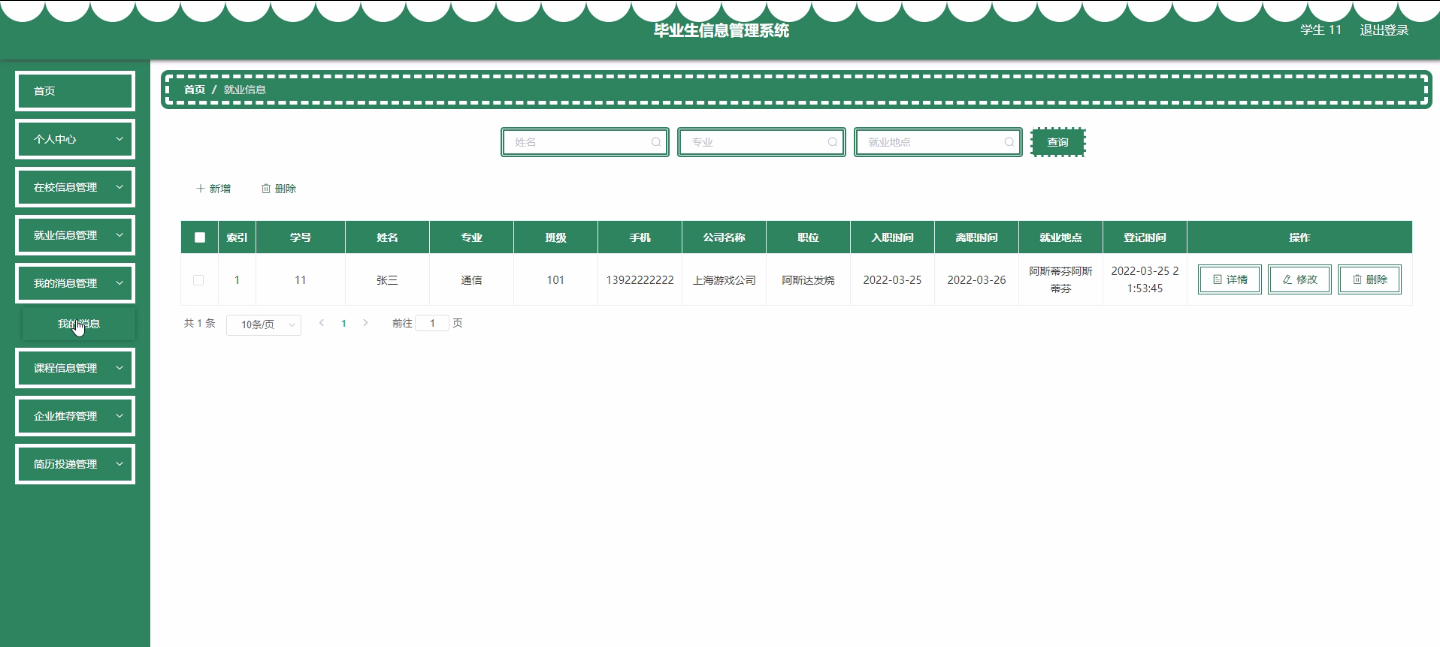 毕业生信息管理系统
学生 11 退出登录
首页
个人中心
在校信息管理
就业信息管理
我的消息管理
我的消息
课程信息管理
企业推荐管理
简历投递管理
首页 / 就业信息
姓名 专业 就业地点 查询
新增 删除
索引 学号 姓名 专业 班级 手机 公司名称 职位 入职时间 离职时间 就业地点 登记时间 操作
1 11 张三 通信 101 13922222222 上海游戏公司 阿斯达发烧 2022-03-25 2022-03-26 阿斯蒂芬阿斯 2022-03-25 2 详情 修改 删除
蒂芬 1:53:45
共 1 条 10条/页 1 前往 1 页